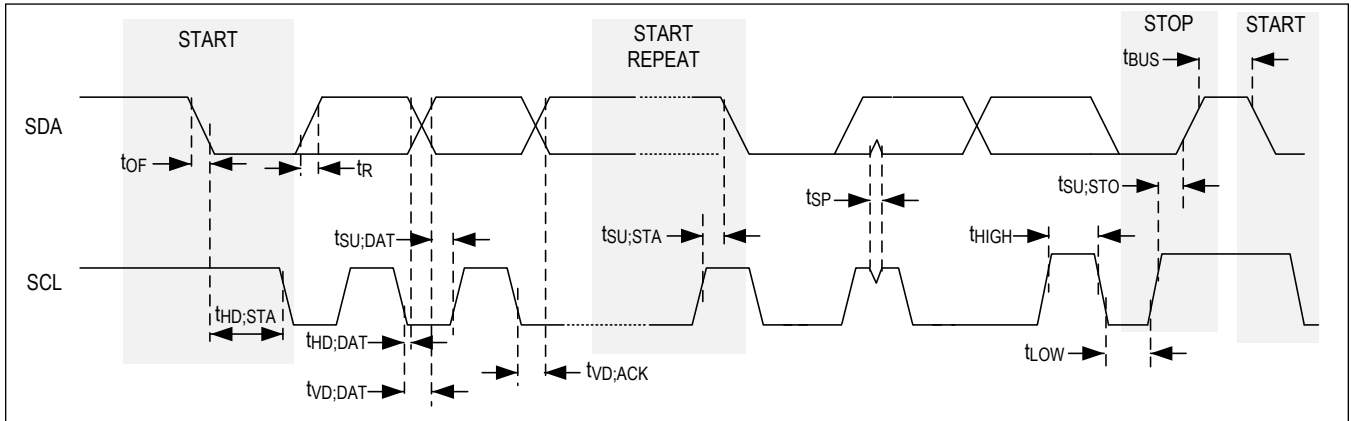 START
START
REPEAT
STOP
START
tBUS
SDA
tOF
tR
tSP
tSU;STO
tSU;DAT
tSU;STA
tHIGH
SCL
tHD;STA
tHD;DAT
tVD;DAT
tVD;ACK
tLOW